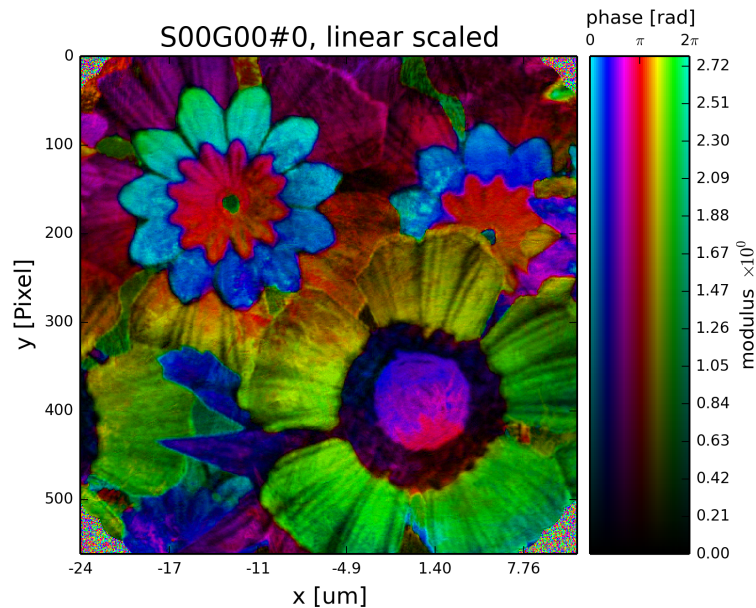 phase [rad]
0 π 2π
S00G00#0, linear scaled
0
100
200
300
400
500
y [Pixel]
-24 -17 -11 -4.9 1.40 7.76
x [um]
2.72
2.51
2.30
2.09
1.88
1.67
1.47
1.26
1.05
0.84
0.63
0.42
0.21
0.00
modulus ×10⁰